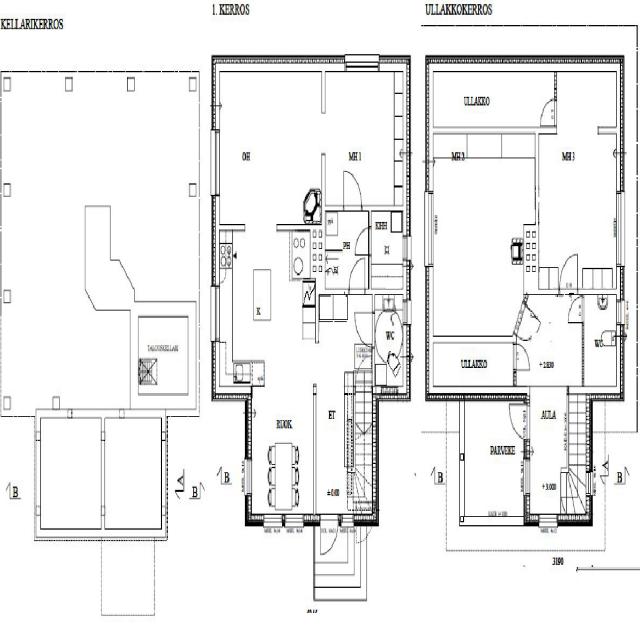 KELLARIKERROS
1. KERROS
ULLAKKOKERROS
ULLAKKO
OH
MH 1
MH 2
MH 3
PH
KHH
K
TALOUSKELLARI
WC
WC
ULLAKKO
+ 2.830
RUOK
ET
AULA
PARVEKE
B
A
B
± 0.00
B
+ 3.000
A
B
3190